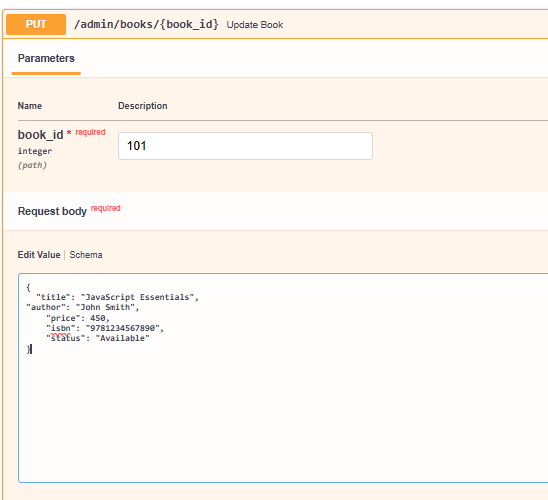 PUT /admin/books/{book_id} Update Book
Parameters
Name Description
book_id * required 101
integer
(path)
Request body required
Edit Value | Schema
{
  "title": "JavaScript Essentials",
"author": "John Smith",
    "price": 450,
    "isbn": "9781234567890",
    "status": "Available"
}